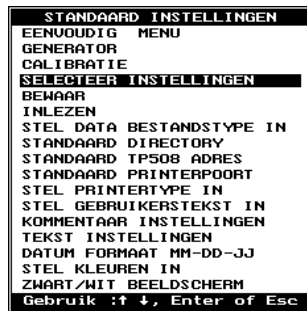 STANDAARD INSTELLINGEN
EENVOUDIG MENU
GENERATOR
CALIBRATIE
SELECTEER INSTELLINGEN
BEWAAR
INLEZEN
STEL DATA BESTANDSTYPE IN
STANDAARD DIRECTORY
STANDAARD TP508 ADRES
STANDAARD PRINTERPOORT
STEL PRINTERTYPE IN
STEL GEBRUIKERSTEKST IN
KOMMENTAAR INSTELLINGEN
TEKST INSTELLINGEN
DATUM FORMAAT MM-DD-JJ
STEL KLEUREN IN
ZWART/WIT BEELDSCHERM
Gebruik :↑ ↓, Enter of Esc